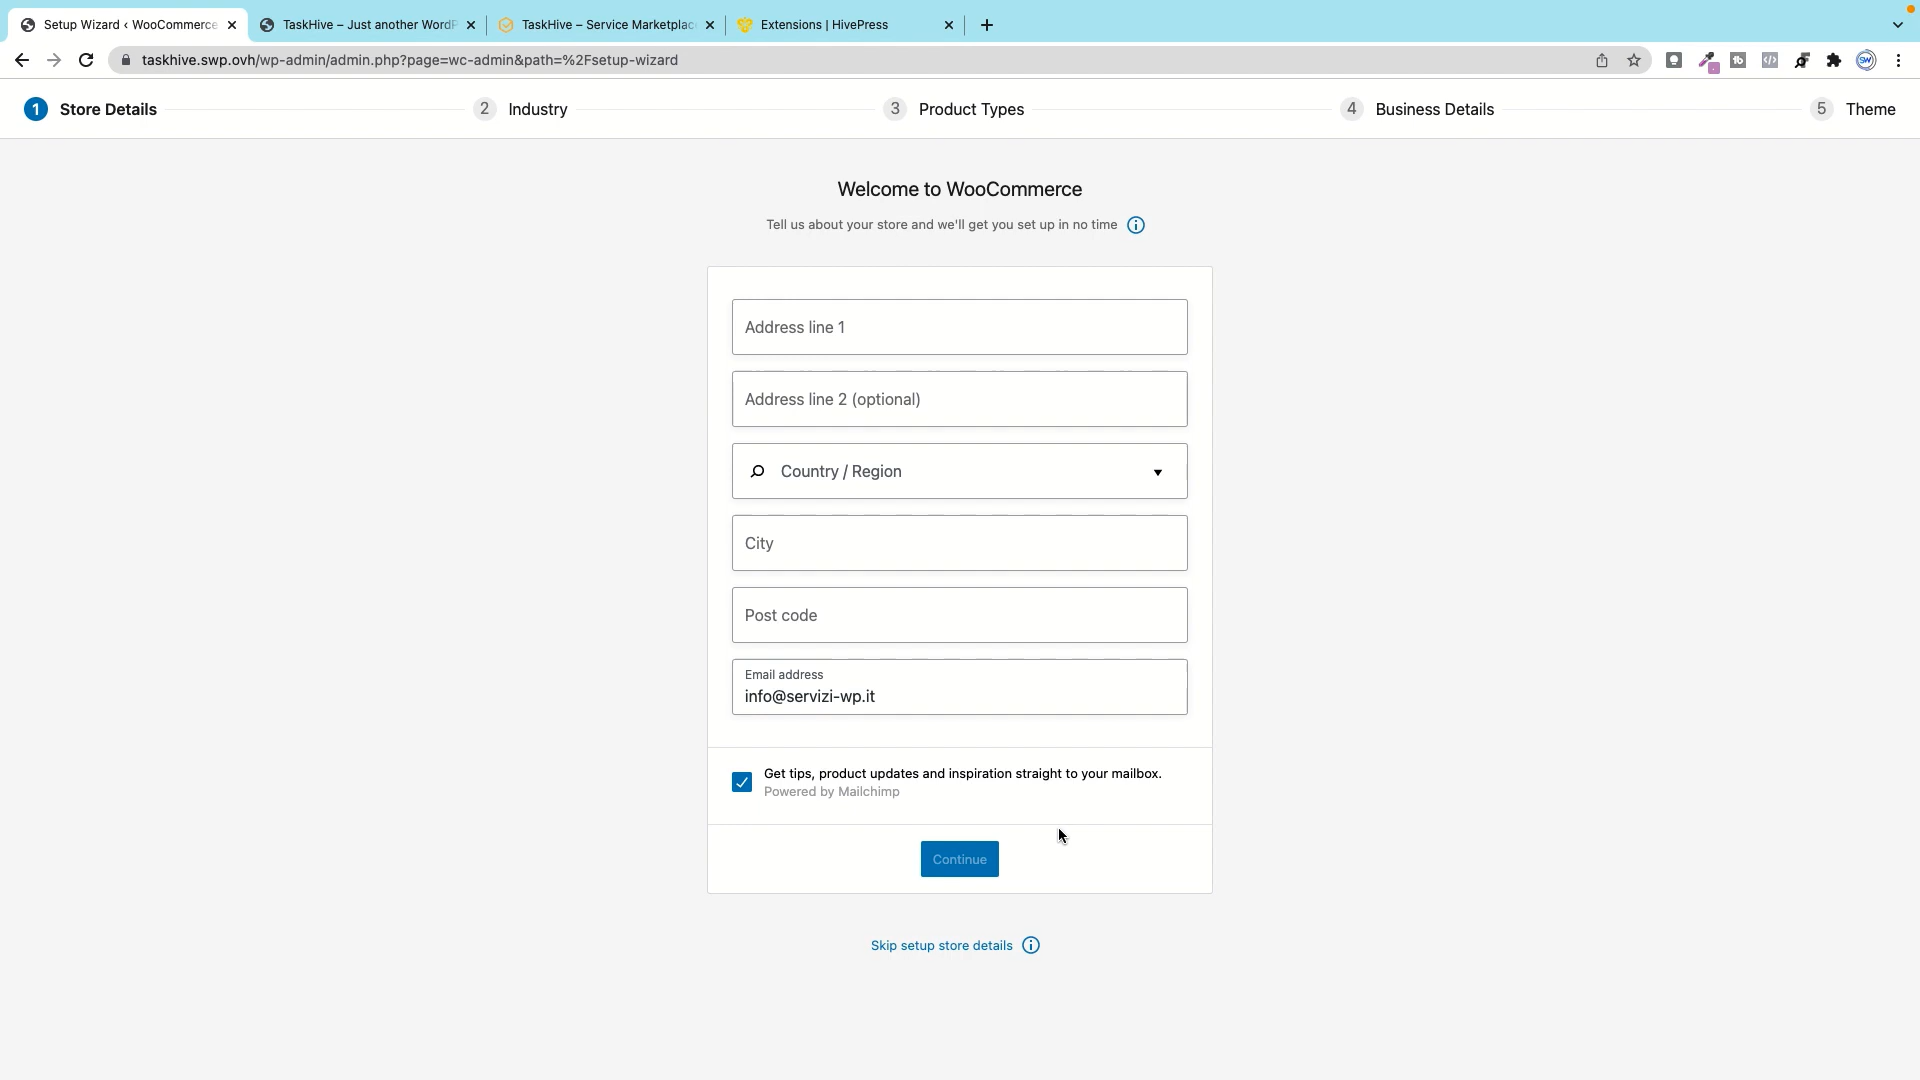 Setup Wizard ‹ WooCommerce
TaskHive – Just another WordP
TaskHive – Service Marketplac
Extensions | HivePress
taskhive.swp.ovh/wp-admin/admin.php?page=wc-admin&path=%2Fsetup-wizard
1 Store Details
2 Industry
3 Product Types
4 Business Details
5 Theme
Welcome to WooCommerce
Tell us about your store and we'll get you set up in no time
Address line 1
Address line 2 (optional)
Country / Region
City
Post code
Email address
info@servizi-wp.it
Get tips, product updates and inspiration straight to your mailbox.
Powered by Mailchimp
Continue
Skip setup store details